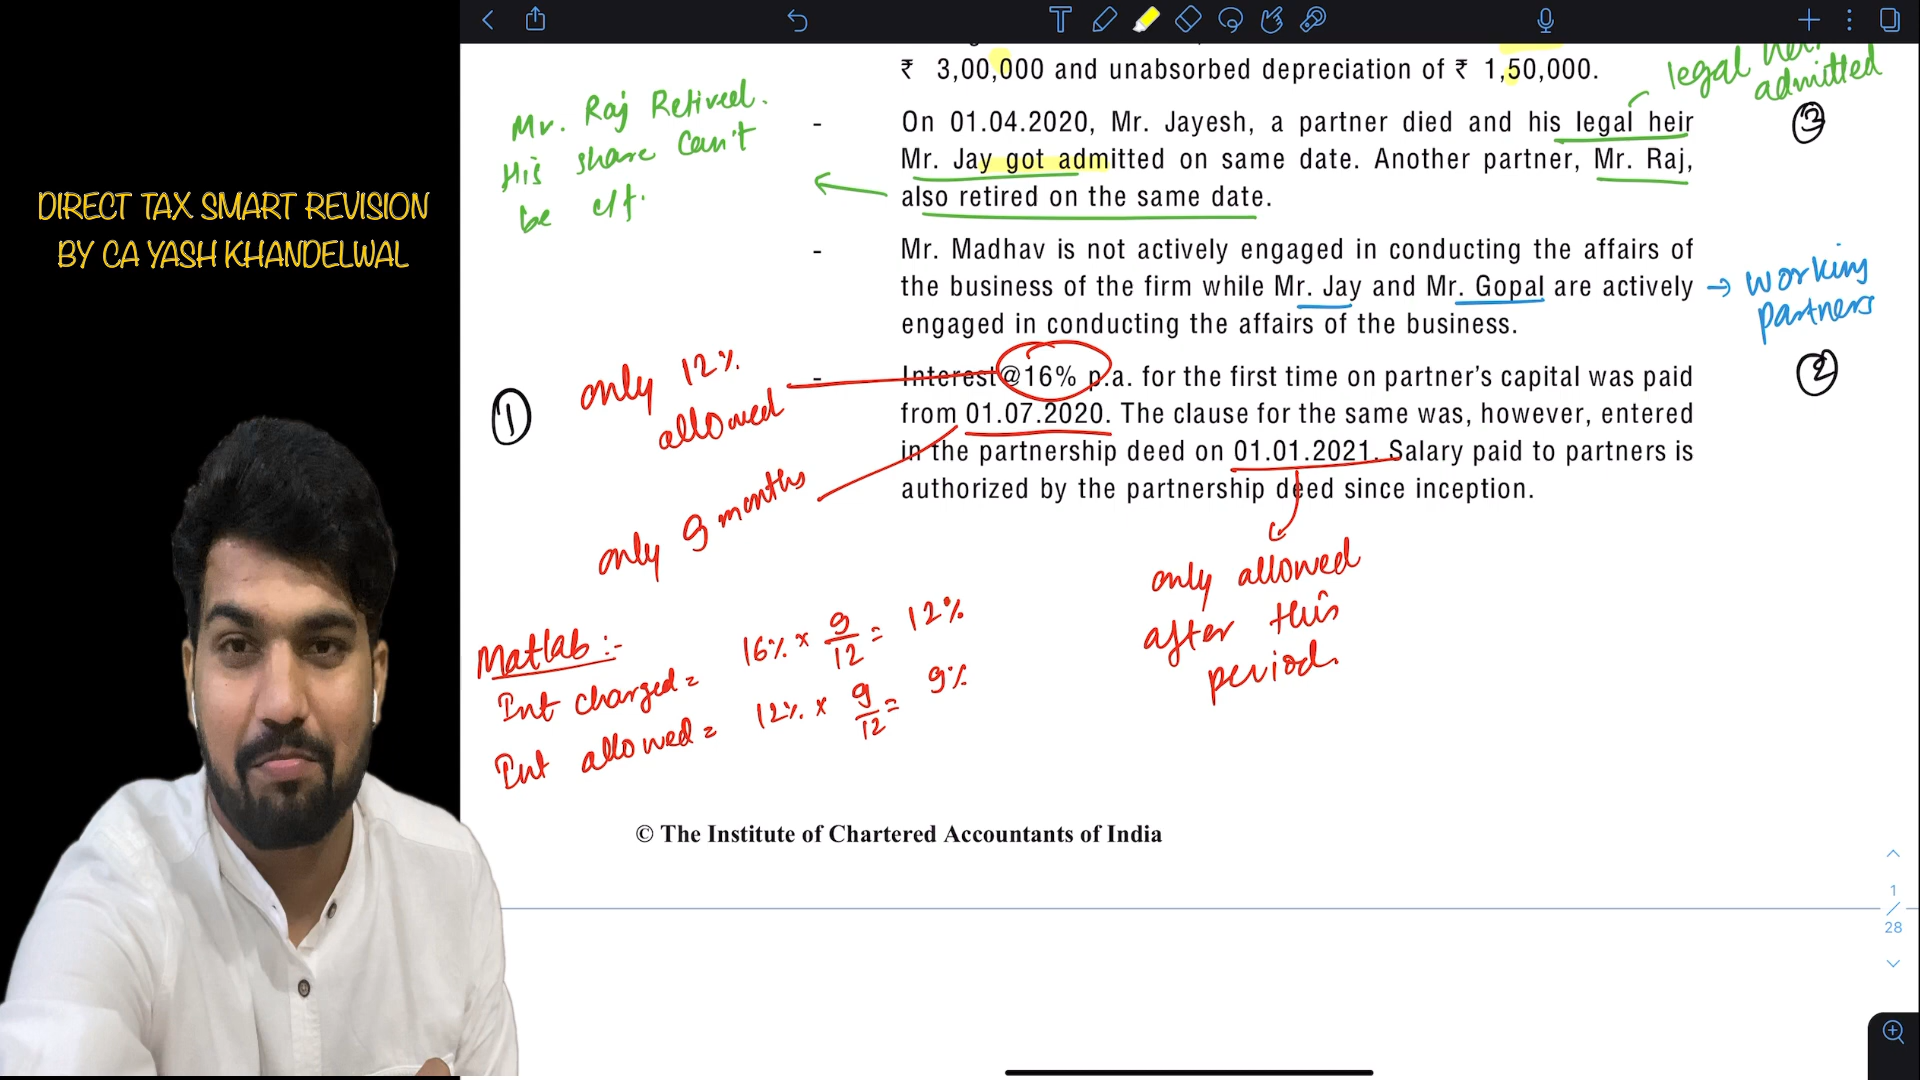 DIRECT TAX SMART REVISION
BY CA YASH KHANDELWAL
₹ 3,00,000 and unabsorbed depreciation of ₹ 1,50,000.
legal
admitted
③
Mr. Raj Retired.
His share can't
be c/f.
- On 01.04.2020, Mr. Jayesh, a partner died and his legal heir
Mr. Jay got admitted on same date. Another partner, Mr. Raj,
also retired on the same date.
- Mr. Madhav is not actively engaged in conducting the affairs of
the business of the firm while Mr. Jay and Mr. Gopal are actively
engaged in conducting the affairs of the business.
→ working
partners
②
①
only 12%
allowed
- Interest @16% p.a. for the first time on partner's capital was paid
from 01.07.2020. The clause for the same was, however, entered
in the partnership deed on 01.01.2021. Salary paid to partners is
authorized by the partnership deed since inception.
only 9 months
only allowed
after this
period.
Matlab :-
Int charged = 16% × 9/12 = 12%
Int allowed = 12% × 9/12 = 9%
© The Institute of Chartered Accountants of India
1
/
28